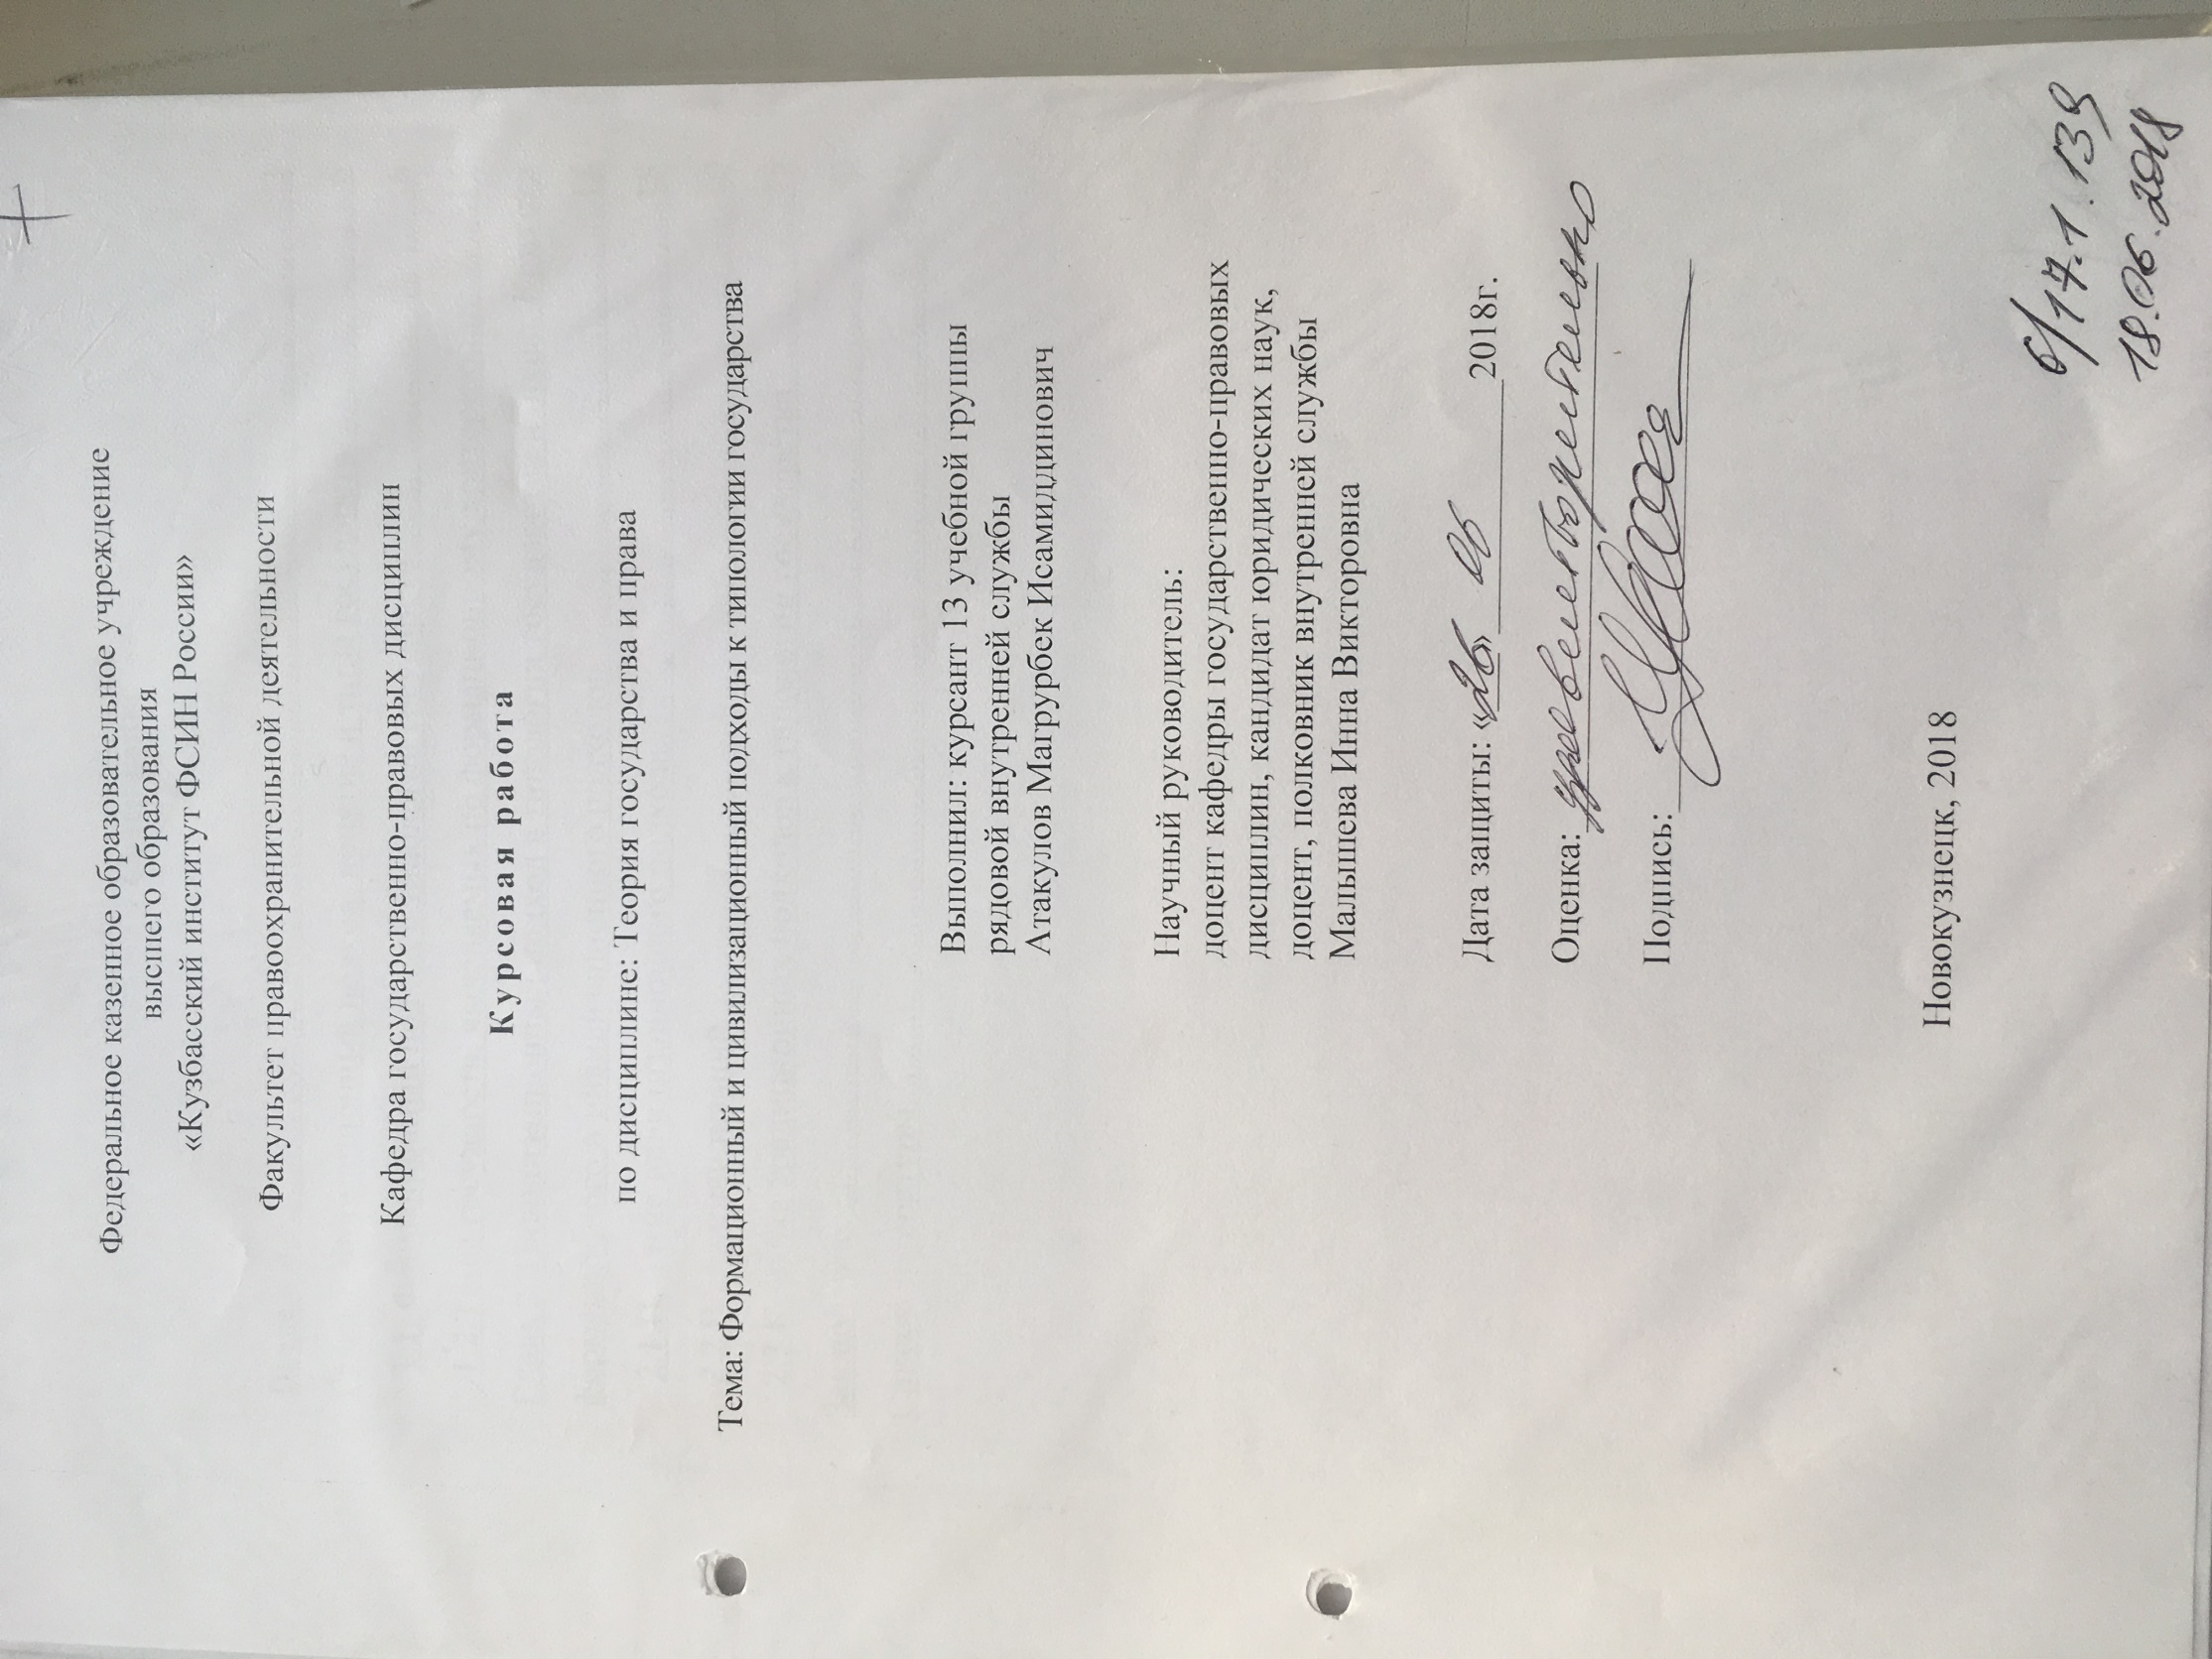 Федеральное казенное образовательное учреждение
высшего образования
«Кузбасский институт ФСИН России»
Факультет правоохранительной деятельности
Кафедра государственно-правовых дисциплин
Курсовая работа
по дисциплине: Теория государства и права
Тема: Формационный и цивилизационный подходы к типологии государства
Выполнил: курсант 13 учебной группы
рядовой внутренней службы
Атакулов Магрурбек Исамидинович
Научный руководитель:
доцент кафедры государственно-правовых
дисциплин, кандидат юридических наук,
доцент, полковник внутренней службы
Малышева Инна Викторовна
Дата защиты: «26» 06 2018г.
Оценка: удовлетворительно
Подпись:
Новокузнецк, 2018
б/17.1.139
18.06.2018